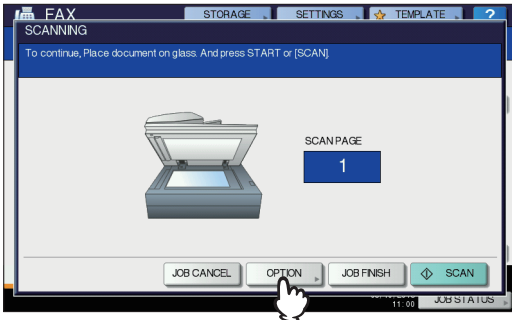 FAX
STORAGE
SETTINGS
TEMPLATE
?
SCANNING
To continue, Place document on glass. And press START or [SCAN].
SCAN PAGE
1
JOB CANCEL
OPTION
JOB FINISH
SCAN
11:00
JOB STATUS